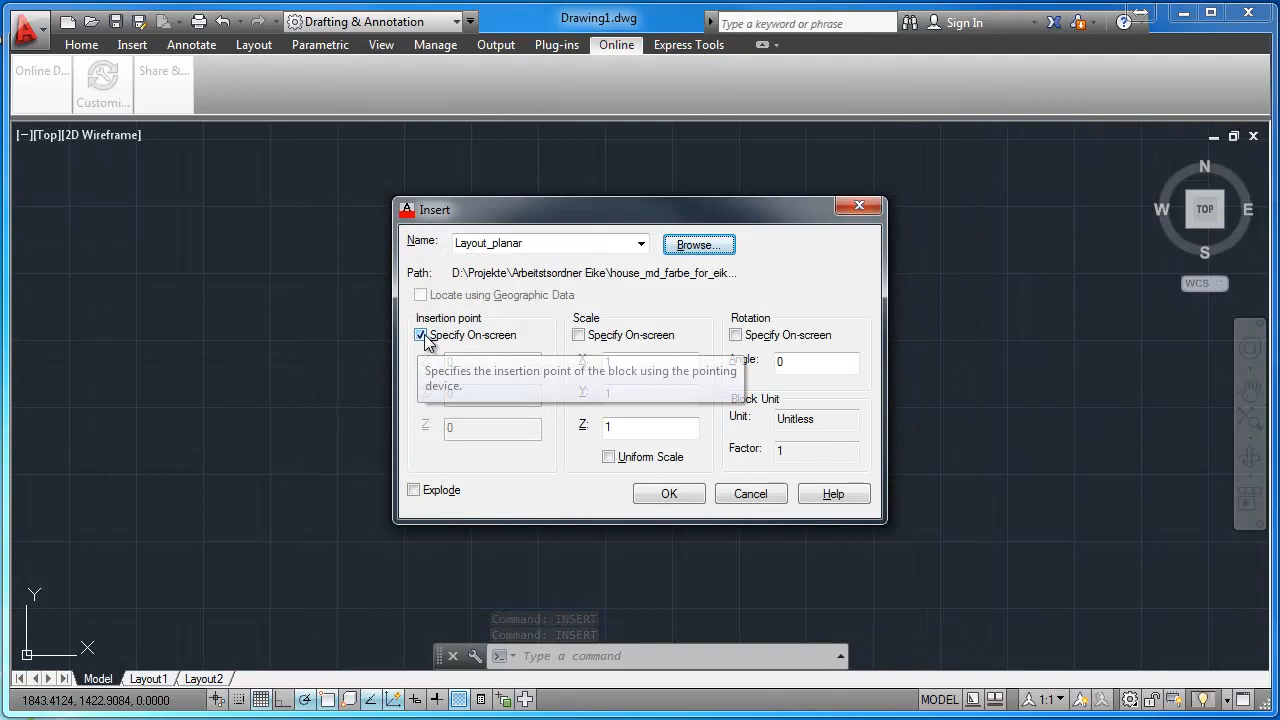 Drafting & Annotation
Drawing1.dwg
Type a keyword or phrase
Sign In
Home Insert Annotate Layout Parametric View Manage Output Plug-ins Online Express Tools
Online D... Share &...
Customi...
[−][Top][2D Wireframe]
N
W TOP E
S
WCS
Insert
Name: Layout_planar Browse...
Path: D:\Projekte\Arbeitstsordner Eike\house_md_farbe_for_eik...
Locate using Geographic Data
Insertion point Scale Rotation
Specify On-screen Specify On-screen Specify On-screen
X: 0 X: 1 Angle: 0
Specifies the insertion point of the block using the pointing
device.
0 Y: 1 Block Unit
Unit: Unitless
Z: 0 Z: 1
Factor: 1
Uniform Scale
Explode OK Cancel Help
Y
X
Command: INSERT
Command: INSERT
Type a command
Model Layout1 Layout2
1843.4124, 1422.9084, 0.0000 MODEL 1:1